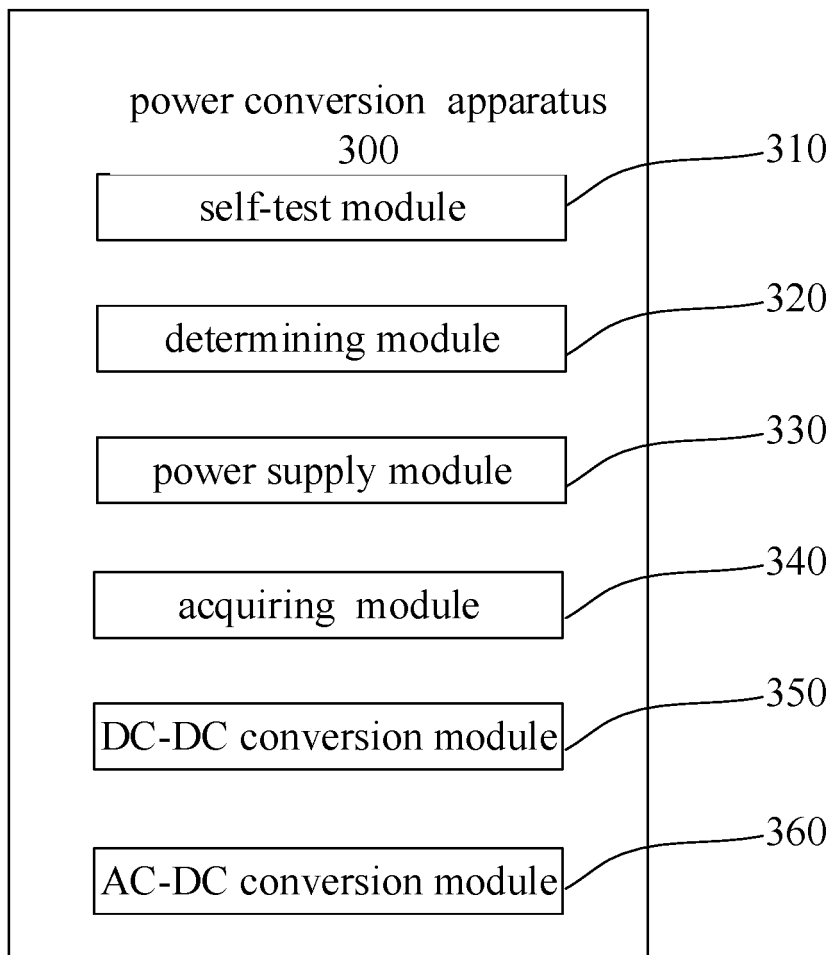 power conversion apparatus
300
310
self-test module
320
determining module
330
power supply module
340
acquiring module
350
DC-DC conversion module
360
AC-DC conversion module